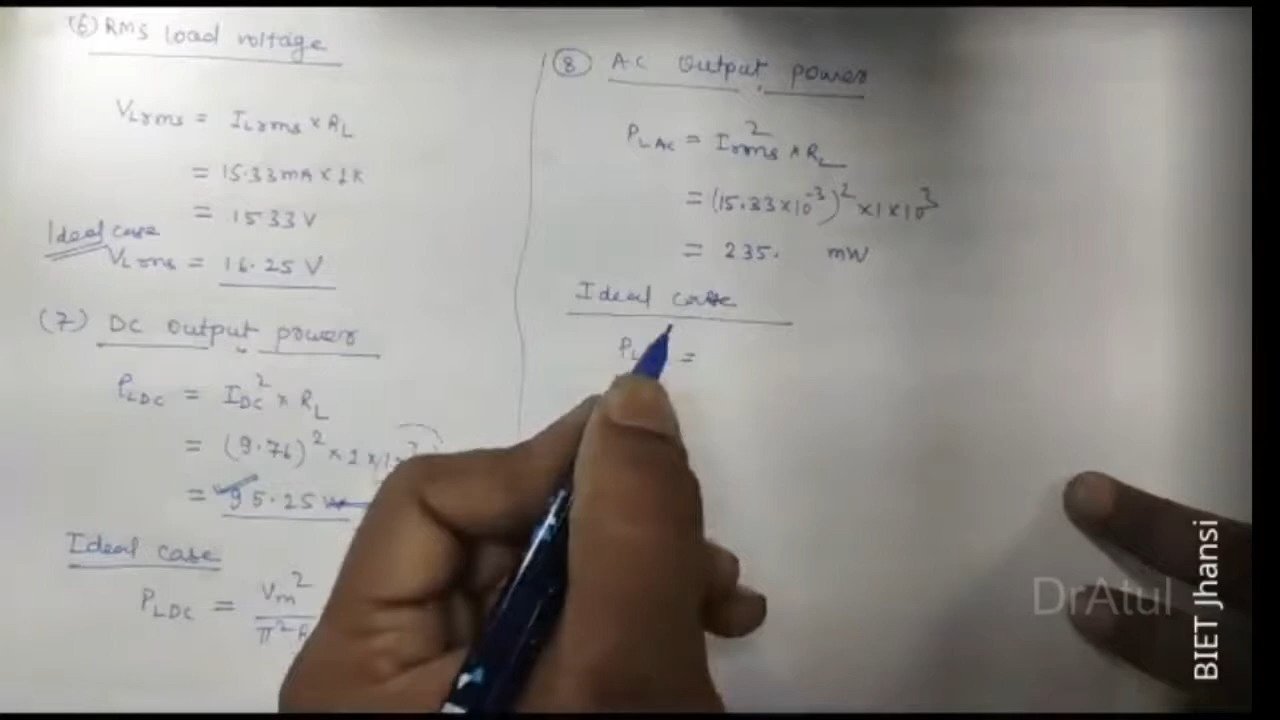 (6) RMS Load voltage
VLrms = ILrms × RL
= 15.33mA × 1K
= 15.33 V
Ideal case
VLrms = 16.25 V
(7) DC output power
PLDC = IDC² × RL
= (9.76)² × 1 ×
= 95.25
Ideal case
PLDC = Vm²
π² R
(8) AC Output power
PLAC = Irms² × RL
= (15.33×10⁻³)² × 1 × 10³
= 235. mW
Ideal case
PL =
DrAtul
BIET Jhansi